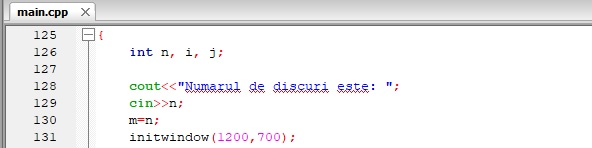 main.cpp
125 {
126 int n, i, j;
127
128 cout<<"Numarul de discuri este: ";
129 cin>>n;
130 m=n;
131 initwindow(1200,700);